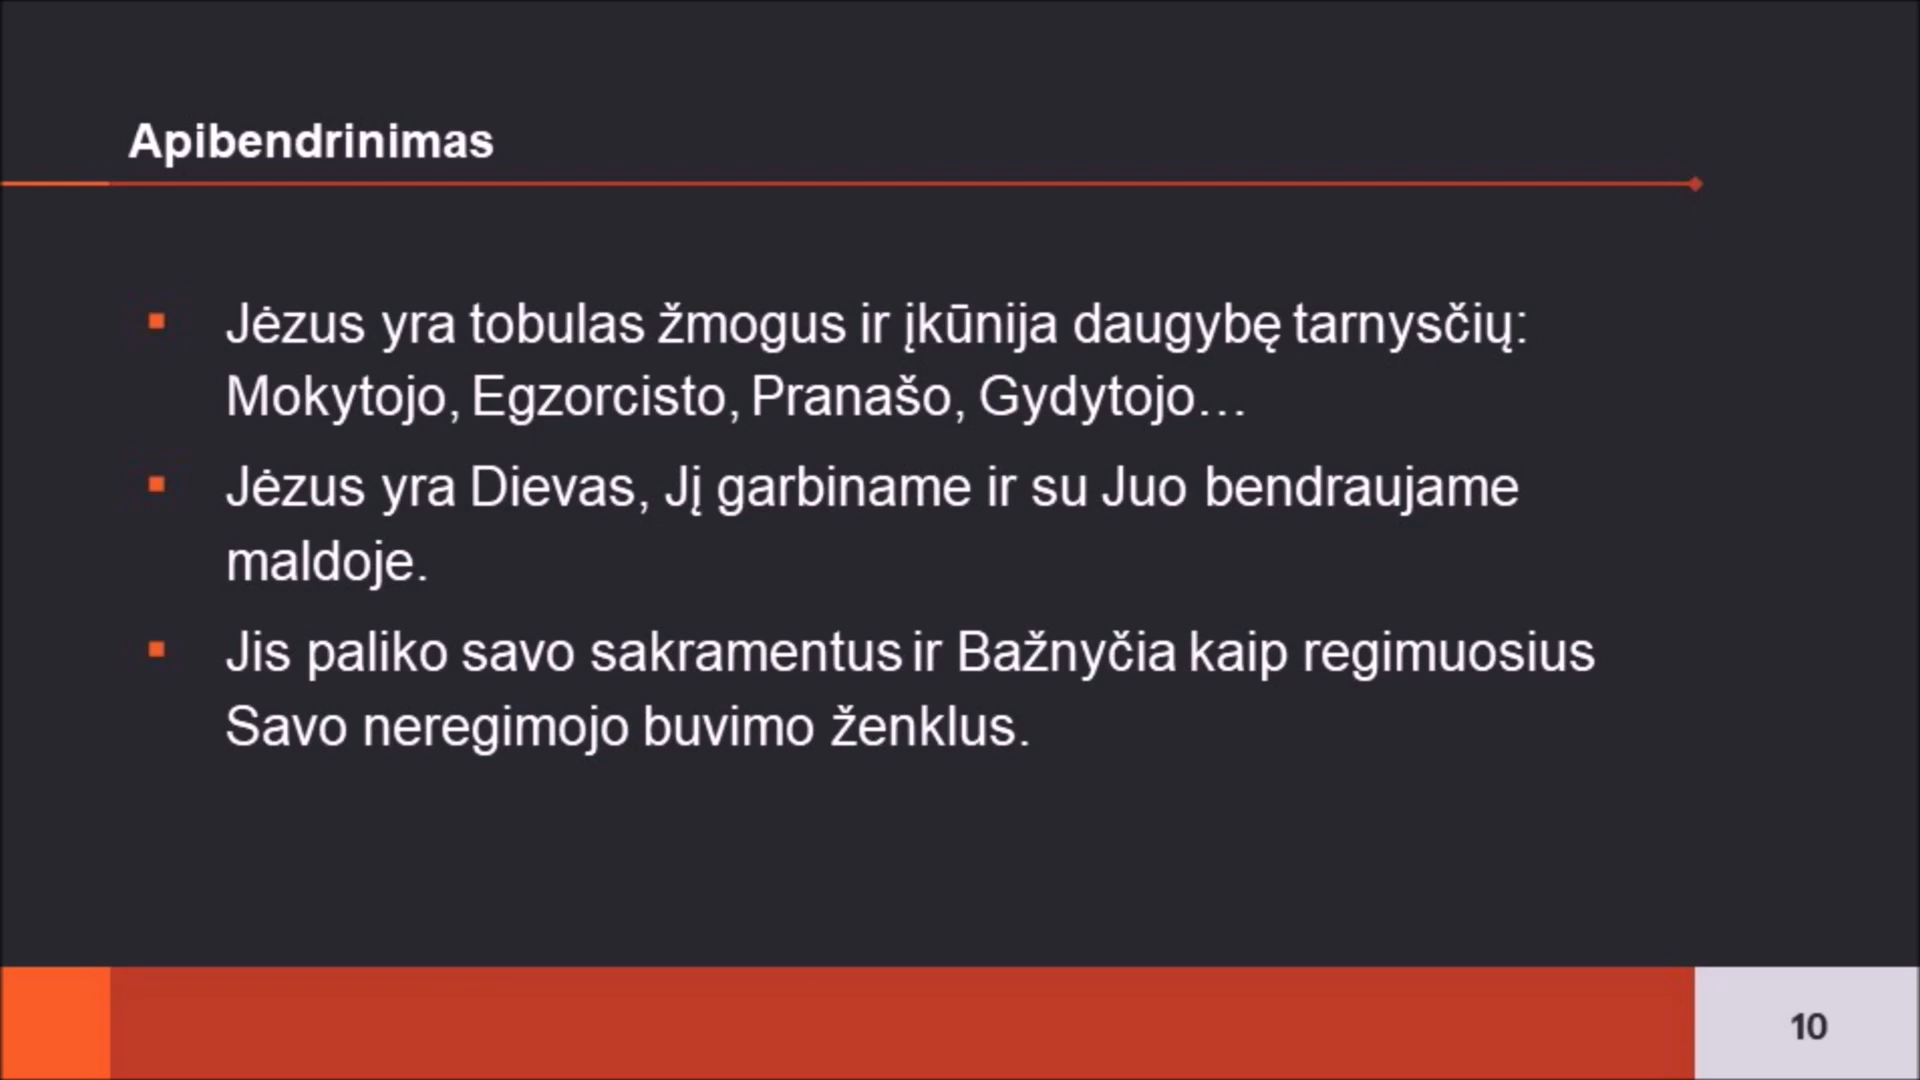 Apibendrinimas
Jėzus yra tobulas žmogus ir įkūnija daugybę tarnysčių:
Mokytojo, Egzorcisto, Pranašo, Gydytojo…
Jėzus yra Dievas, Jį garbiname ir su Juo bendraujame
maldoje.
Jis paliko savo sakramentus ir Bažnyčia kaip regimuosius
Savo neregimojo buvimo ženklus.
10